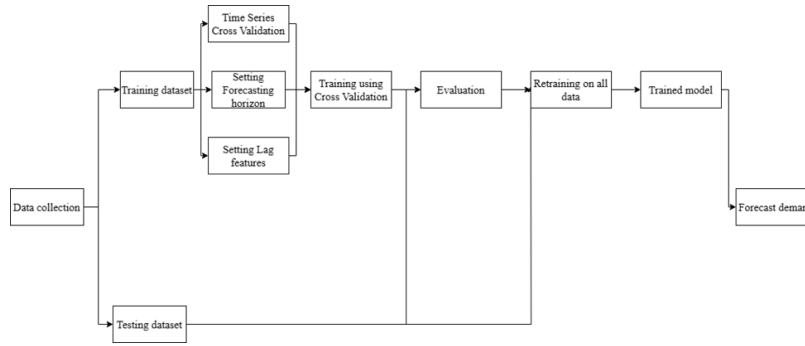 Time Series
Cross Validation
Training dataset
Setting
Forecasting
horizon
Training using
Cross Validation
Evaluation
Retraining on all
data
Trained model
Setting Lag
features
Data collection
Forecast deman
Testing dataset